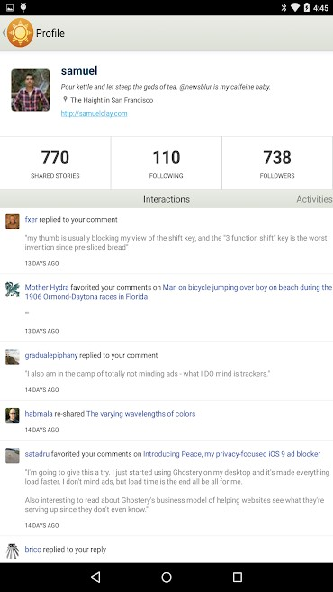 4:45
Profile
samuel
Pour kettle and let steep the gods of tea. @newsblur is my caffeine baby.
The Haight in San Francisco
http://samuelclay.com
770
110
738
SHARED STORIES
FOLLOWING
FOLLOWERS
Interactions
Activities
fxer replied to your comment
"my thumb is usually blocking my view of the shift key, and the "3 function shift" key is the worst
invention since pre-sliced bread"
13 DAYS AGO
Mother Hydra favorited your comments on Man on bicycle jumping over boy on beach during the
1906 Ormond-Daytona races in Florida
""
13 DAYS AGO
gradualepiphany replied to your comment
"I also am in the camp of totally not minding ads - what I DO mind is trackers."
14 DAYS AGO
habmala re-shared The varying wavelengths of colors
14 DAYS AGO
satadru favorited your comments on Introducing Peace, my privacy-focused iOS 9 ad blocker
"I'm going to give this a try. I just started using Ghostery on my desktop and it's made everything
load faster. I don't mind ads, but load time is the end all be all for me.
Also interesting to read about Ghostery's business model of helping websites see what they're
serving up since they don't even know."
14 DAYS AGO
bricc replied to your reply